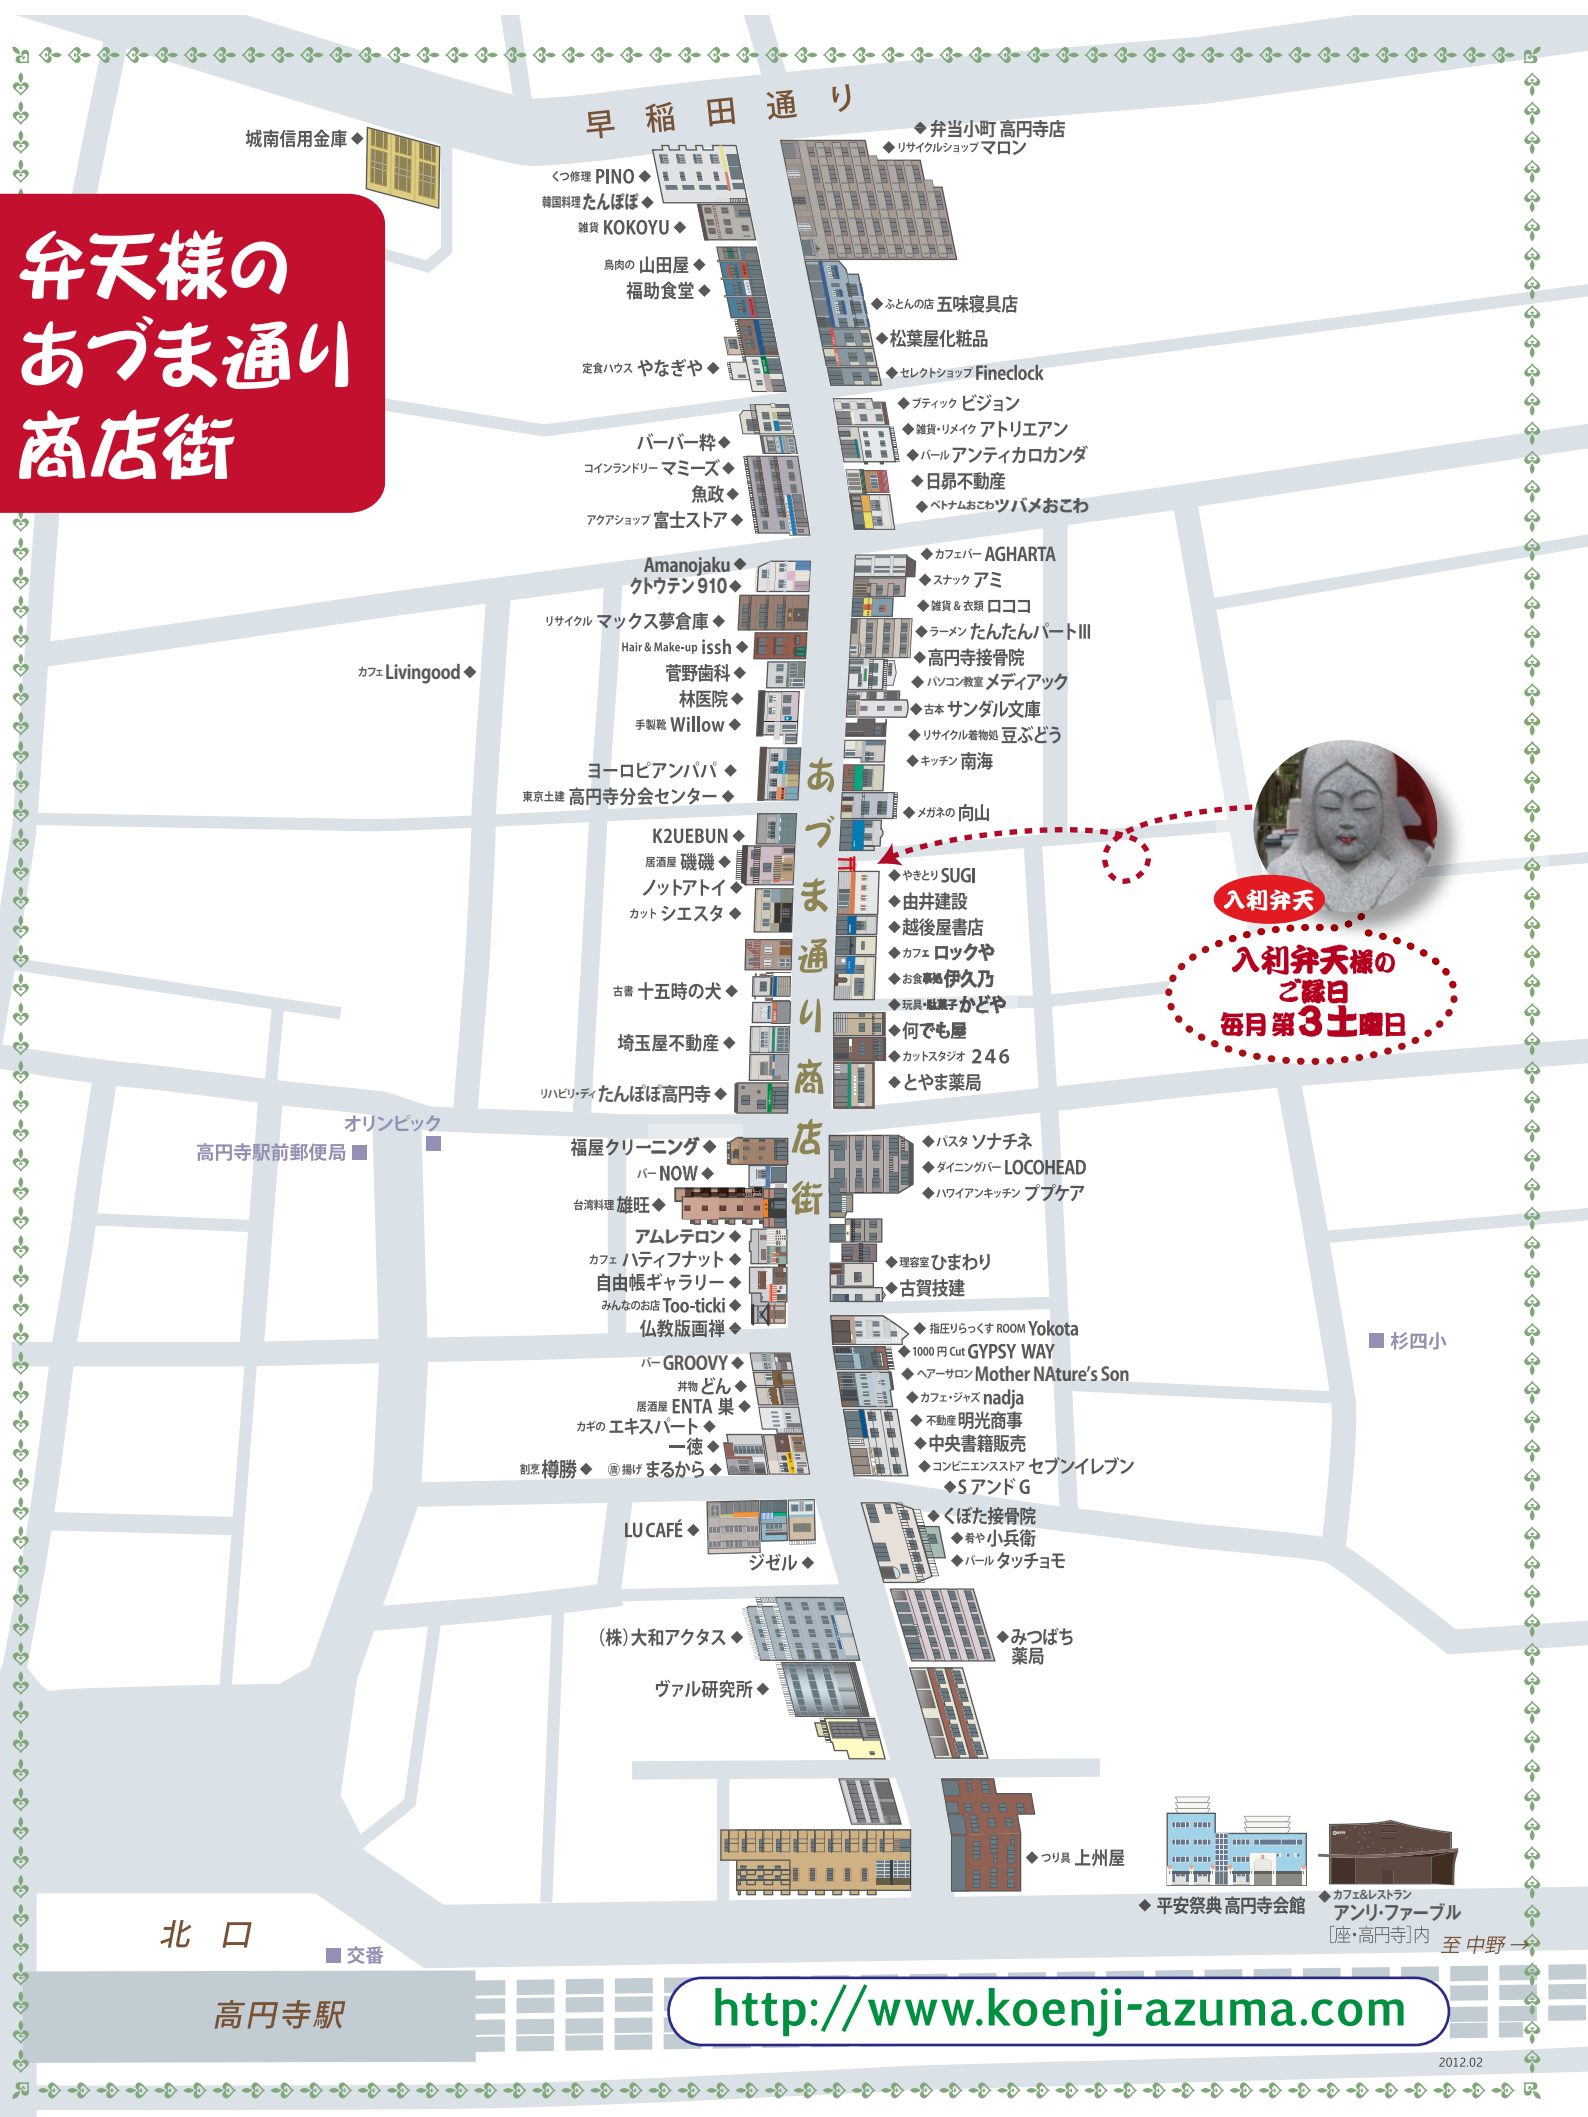 早稲田通り
城南信用金庫
弁天様の
あづま通り
商店街
くつ修理 PINO
韓国料理 たんぽぽ
雑貨 KOKOYU
鳥肉の 山田屋
福助食堂
定食ハウス やなぎや
バーバー粋
コインランドリー マミーズ
魚政
アクアショップ 富士ストア
Amanojaku
クトウテン 910
リサイクル マックス夢倉庫
Hair & Make-up issh
カフェ Livingood
菅野歯科
林医院
手製靴 Willow
ヨーロピアンパパ
東京土建 高円寺分会センター
K2UEBUN
居酒屋 磯磯
ノットアトイ
カット シエスタ
古書 十五時の犬
埼玉屋不動産
リハビリ・ディ たんぽぽ高円寺
オリンピック
高円寺駅前郵便局
福屋クリーニング
バー NOW
台湾料理 雄旺
アムレテロン
カフェ ハティフナット
自由帳ギャラリー
みんなのお店 Too-ticki
仏教版画禅
バー GROOVY
丼物 どん
居酒屋 ENTA 巣
カギの エキスパート
一徳
割烹 樽勝
唐揚げ まるから
LU CAFÉ
ジゼル
(株)大和アクタス
ヴァル研究所
弁当小町 高円寺店
リサイクルショップ マロン
ふとんの店 五味寝具店
松葉屋化粧品
セレクトショップ Fineclock
ブティック ビジョン
雑貨・リメイク アトリエアン
バール アンティカロカンダ
日昴不動産
ベトナムおこわ ツバメおこわ
カフェバー AGHARTA
スナック アミ
雑貨 & 衣類 ロココ
ラーメン たんたんパートIII
高円寺接骨院
パソコン教室 メディアック
古本 サンダル文庫
リサイクル着物処 豆ぶどう
キッチン 南海
メガネの 向山
やきとり SUGI
由井建設
越後屋書店
カフェ ロックや
お食事処 伊久乃
玩具・駄菓子 かどや
何でも屋
カットスタジオ 246
とやま薬局
あづま通り商店街
入利弁天
入利弁天様の
ご縁日
毎月 第3土曜日
パスタ ソナチネ
ダイニングバー LOCOHEAD
ハワイアンキッチン ププケア
理容室 ひまわり
古賀技建
指圧りらっくす ROOM Yokota
1000 円 Cut GYPSY WAY
ヘアーサロン Mother NAture's Son
カフェ・ジャズ nadja
不動産 明光商事
中央書籍販売
コンビニエンスストア セブンイレブン
S アンド G
くぼた接骨院
肴や 小兵衛
バール タッチョモ
杉四小
みつばち
薬局
つり具 上州屋
平安祭典 高円寺会館
カフェ&レストラン
アンリ・ファーブル
[座・高円寺]内
至 中野→
北口
交番
高円寺駅
http://www.koenji-azuma.com
2012.02